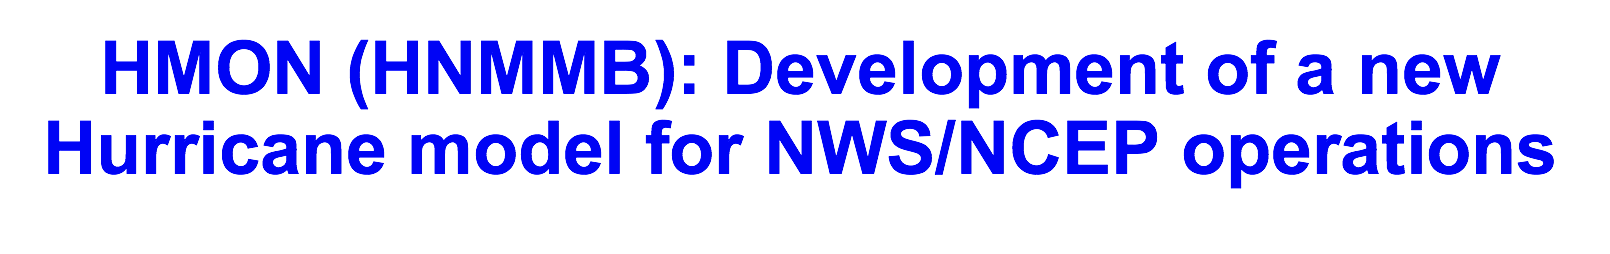 HMON (HNMMB): Development of a new
Hurricane model for NWS/NCEP operations